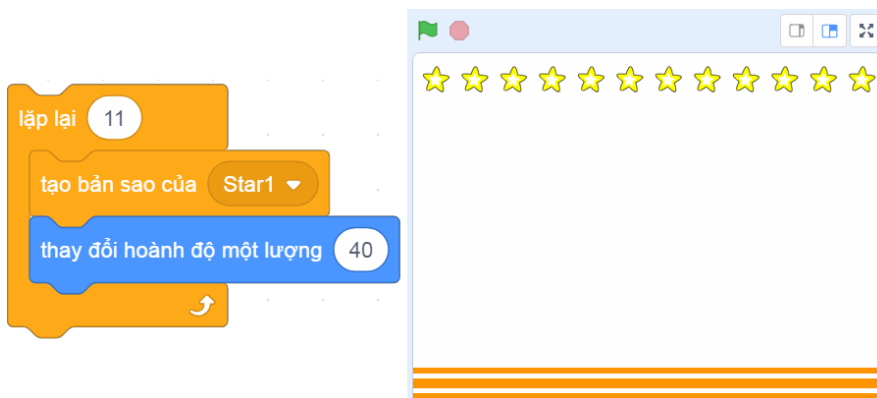 lặp lại 11
tạo bản sao của Star1
thay đổi hoành độ một lượng 40